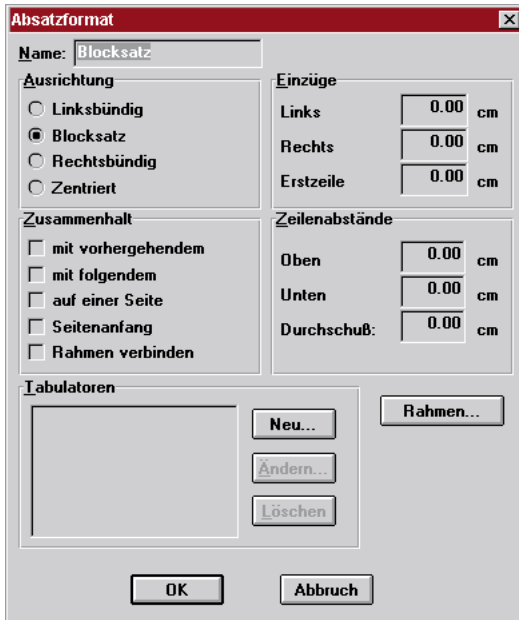 Absatzformat
Name: Blocksatz
Ausrichtung
Linksbündig
Blocksatz
Rechtsbündig
Zentriert
Einzüge
Links 0.00 cm
Rechts 0.00 cm
Erstzeile 0.00 cm
Zusammenhalt
mit vorhergehendem
mit folgendem
auf einer Seite
Seitenanfang
Rahmen verbinden
Zeilenabstände
Oben 0.00 cm
Unten 0.00 cm
Durchschuß: 0.00 cm
Tabulatoren
Neu...
Ändern...
Löschen
Rahmen...
OK Abbruch